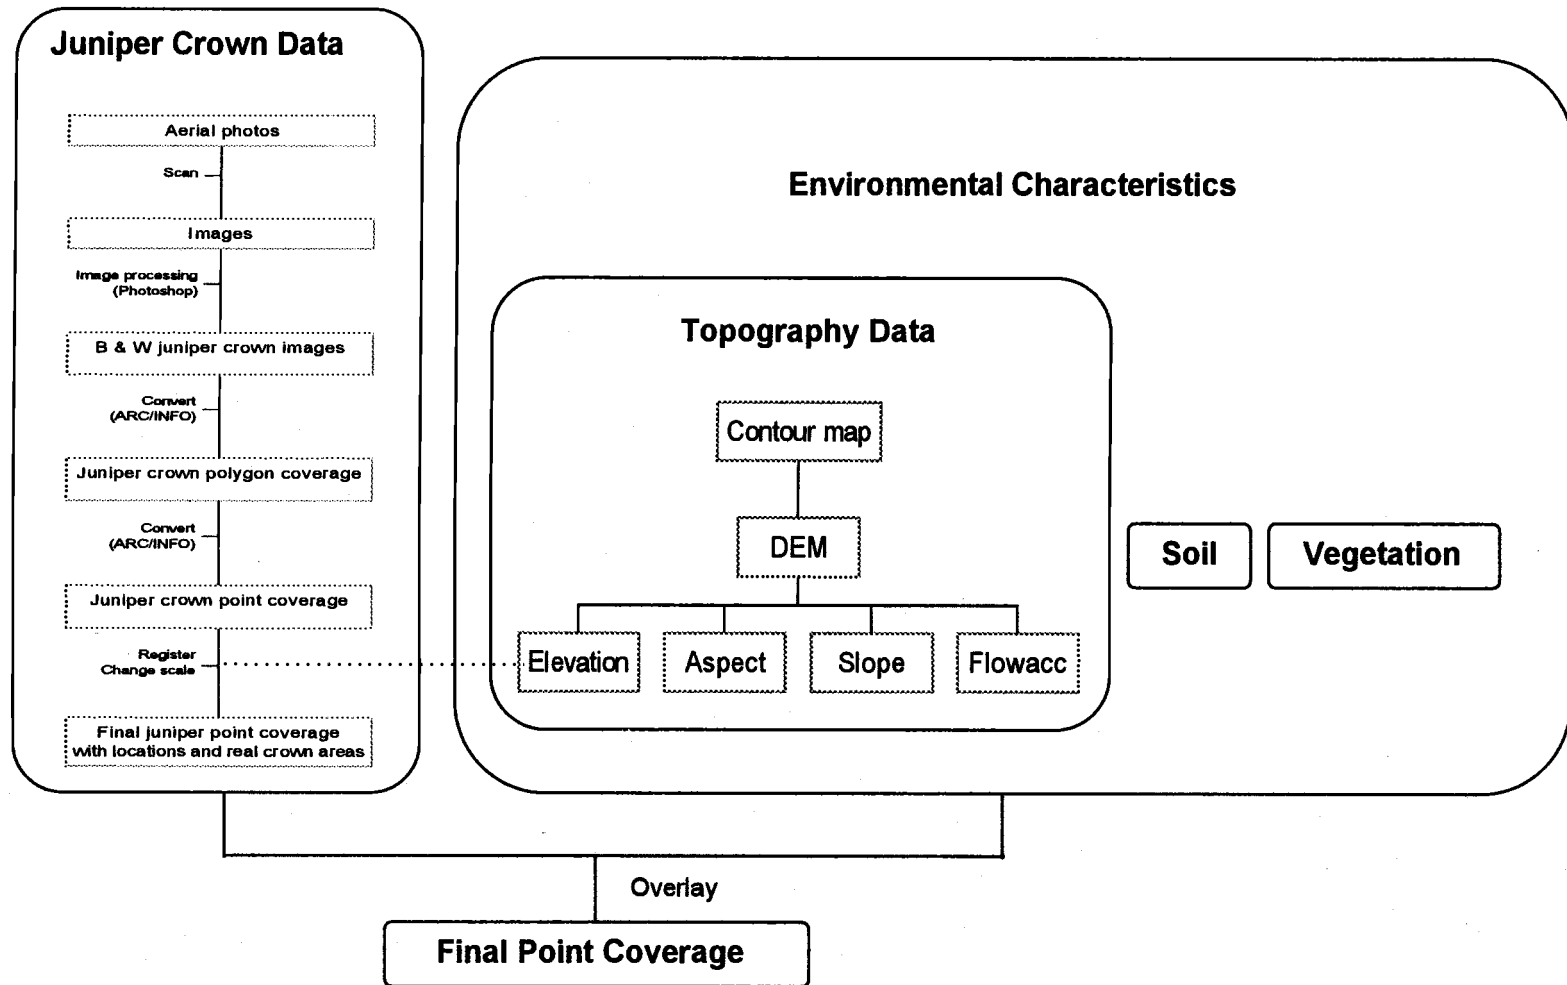 Juniper Crown Data
Aerial photos
Scan
Images
Image processing
(Photoshop)
B & W juniper crown images
Convert
(ARC/INFO)
Juniper crown polygon coverage
Convert
(ARC/INFO)
Juniper crown point coverage
Register
Change scale
Final juniper point coverage
with locations and real crown areas
Environmental Characteristics
Topography Data
Contour map
DEM
Elevation
Aspect
Slope
Flowacc
Soil
Vegetation
Overlay
Final Point Coverage